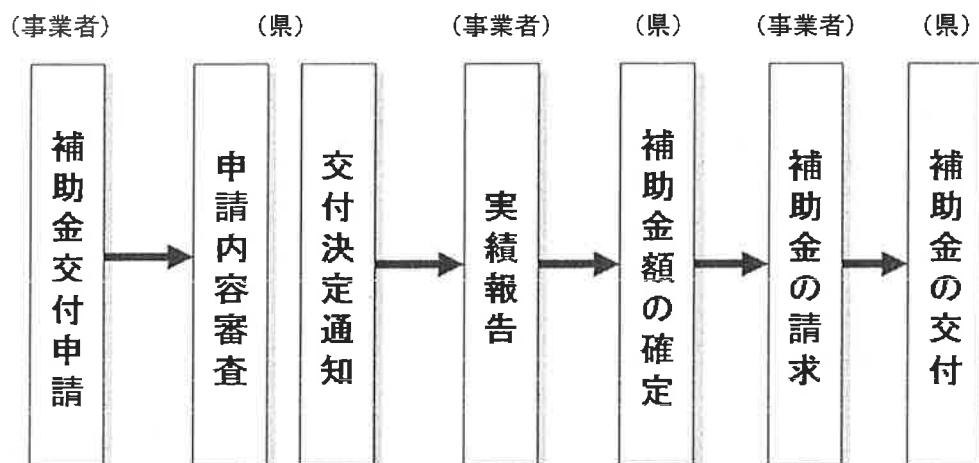 （事業者）
（県）
（事業者）
（県）
（事業者）
（県）
補助金交付申請
申請内容審査
交付決定通知
実績報告
補助金額の確定
補助金の請求
補助金の交付